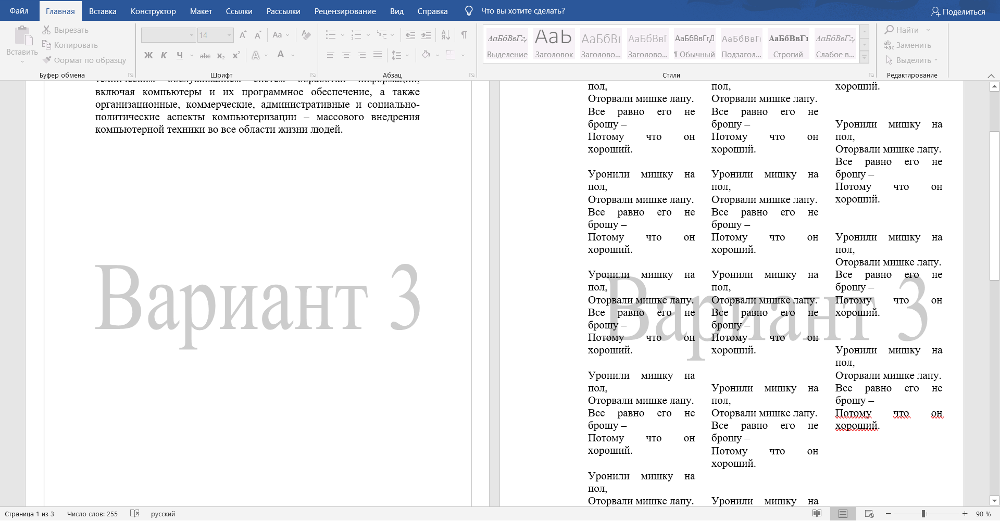 Файл
Главная
Вставка
Конструктор
Макет
Ссылки
Рассылки
Рецензирование
Вид
Справка
Что вы хотите сделать?
Поделиться
Вставить
Вырезать
Копировать
Формат по образцу
Буфер обмена
14
Aa
Ж К Ч abc x₂ x² A A
Шрифт
Абзац
АаБбВвГг,
Выделение
АаЬ
Заголовок
АаБбВв
Заголово...
АаБбВвГ
Заголово...
АаБбВвГгД
¶ Обычный
АаБбВвГг
Подзагол...
АаБбВвГг
Строгий
АаБбВвГг,
Слабое в...
Стили
Найти
Заменить
Выделить
Редактирование
техническим обслуживанием систем обработки информации,
включая компьютеры и их программное обеспечение, а также
организационные, коммерческие, административные и социально-
политические аспекты компьютеризации – массового внедрения
компьютерной техники во все области жизни людей.
Вариант 3
пол,
Оторвали мишке лапу.
Все равно его не
брошу –
Потому что он
хороший.
Уронили мишку на
пол,
Оторвали мишке лапу.
Все равно его не
брошу –
Потому что он
хороший.
Уронили мишку на
пол,
Оторвали мишке лапу.
Все равно его не
брошу –
Потому что он
хороший.
Уронили мишку на
пол,
Оторвали мишке лапу.
Все равно его не
брошу –
Потому что он
хороший.
Уронили мишку на
пол,
Оторвали мишке лапу.
пол,
Оторвали мишке лапу.
Все равно его не
брошу –
Потому что он
хороший.
Уронили мишку на
пол,
Оторвали мишке лапу.
Все равно его не
брошу –
Потому что он
хороший.
Уронили мишку на
пол,
Оторвали мишке лапу.
Все равно его не
брошу –
Потому что он
хороший.
Уронили мишку на
пол,
Оторвали мишке лапу.
Все равно его не
брошу –
Потому что он
хороший.
Уронили мишку на
хороший.
Уронили мишку на
пол,
Оторвали мишке лапу.
Все равно его не
брошу –
Потому что он
хороший.
Уронили мишку на
пол,
Оторвали мишке лапу.
Все равно его не
брошу –
Потому что он
хороший.
Уронили мишку на
пол,
Оторвали мишке лапу.
Все равно его не
брошу –
Потому что он
хороший.
Вариант 3
Страница 1 из 3
Число слов: 255
русский
90 %